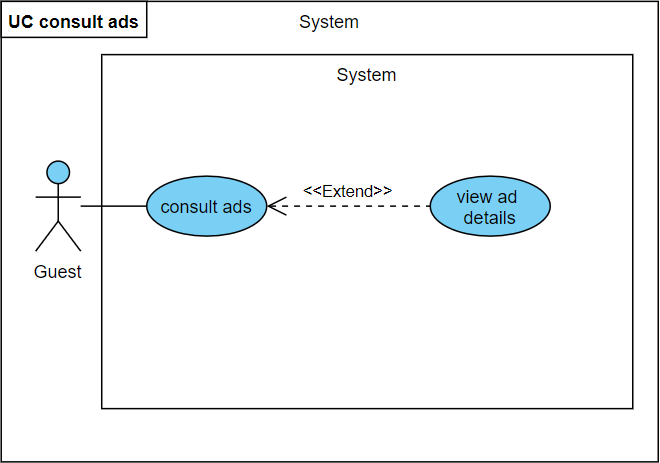 UC consult ads
System
System
<<Extend>>
consult ads
view ad
details
Guest